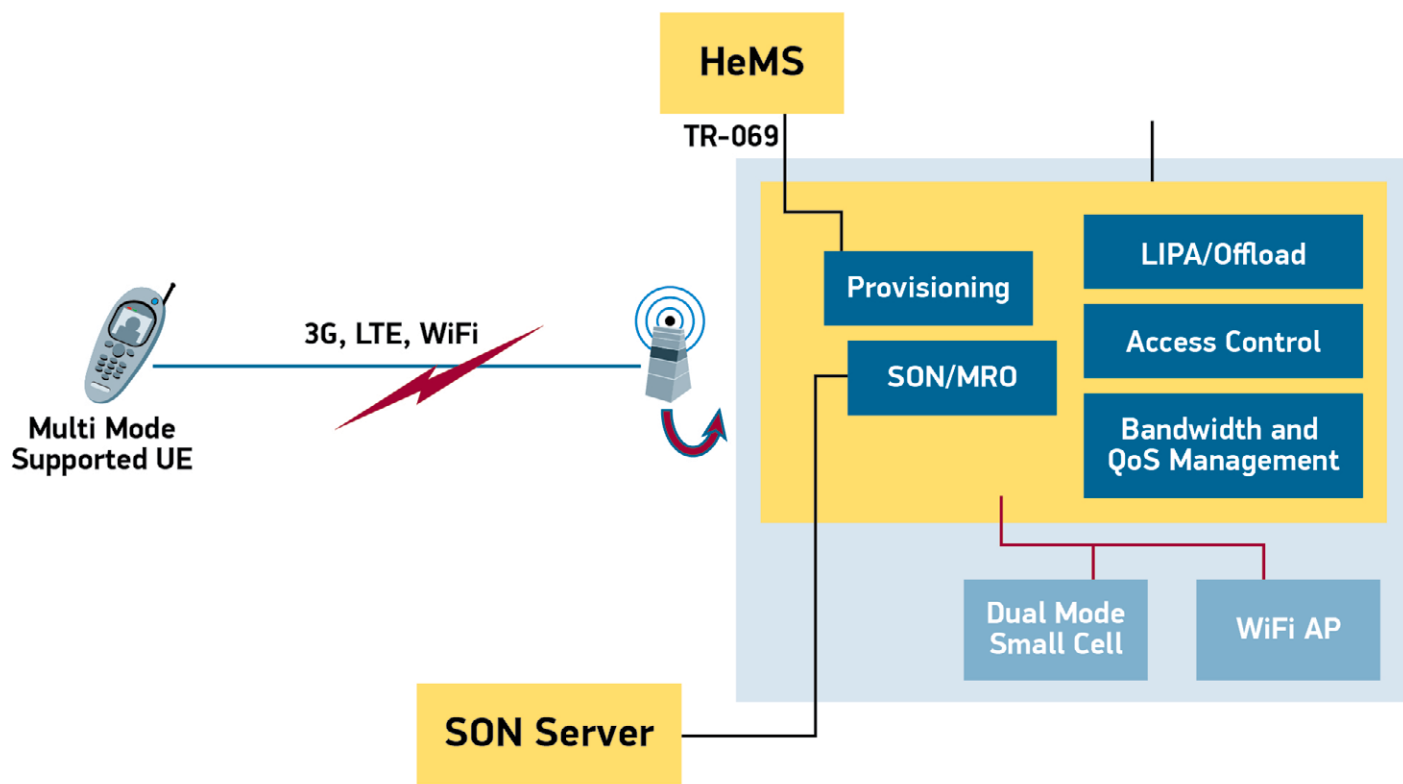 HeMS
TR-069
LIPA/Offload
Provisioning
Access Control
3G, LTE, WiFi
SON/MRO
Multi Mode
Supported UE
Bandwidth and
QoS Management
Dual Mode
Small Cell
WiFi AP
SON Server